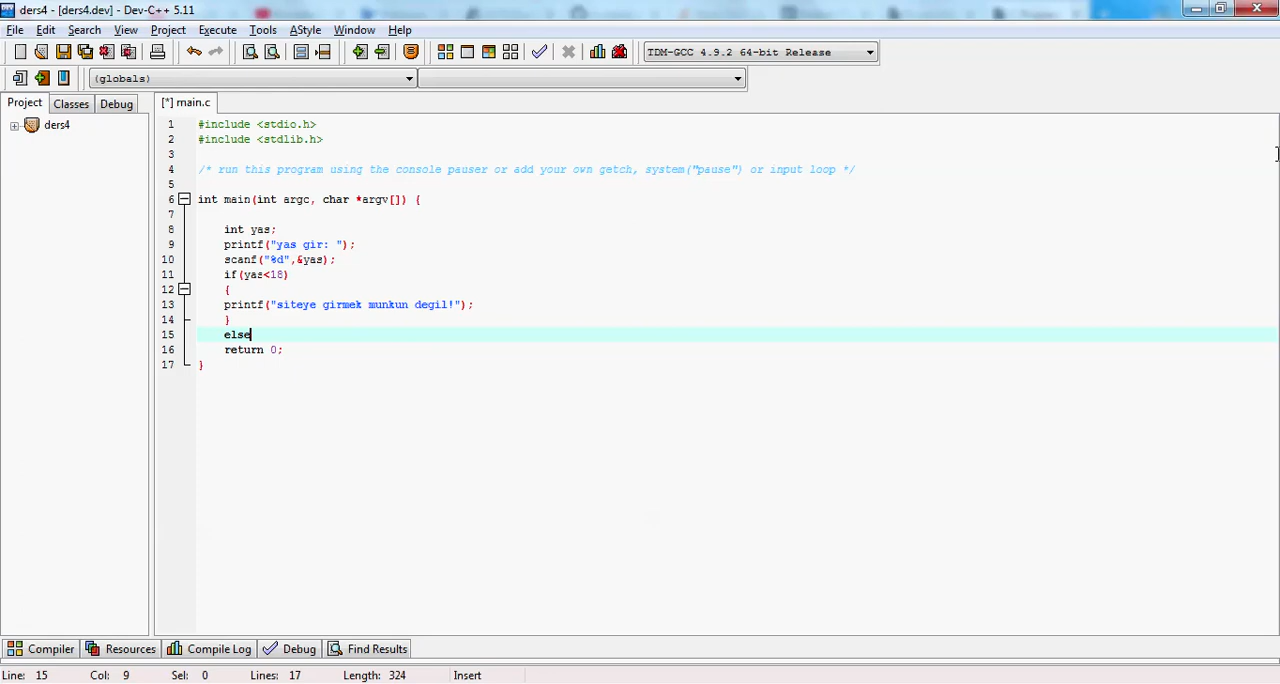 ders4 - [ders4.dev] - Dev-C++ 5.11
File Edit Search View Project Execute Tools AStyle Window Help
TDM-GCC 4.9.2 64-bit Release
(globals)
Project Classes Debug [*] main.c
ders4
1 #include <stdio.h>
2 #include <stdlib.h>
3
4 /* run this program using the console pauser or add your own getch, system("pause") or input loop */
5
6 int main(int argc, char *argv[]) {
7
8 int yas;
9 printf("yas gir: ");
10 scanf("%d",&yas);
11 if(yas<18)
12 {
13 printf("siteye girmek munkun degil!");
14 }
15 else
16 return 0;
17 }
Compiler Resources Compile Log Debug Find Results
Line: 15 Col: 9 Sel: 0 Lines: 17 Length: 324 Insert